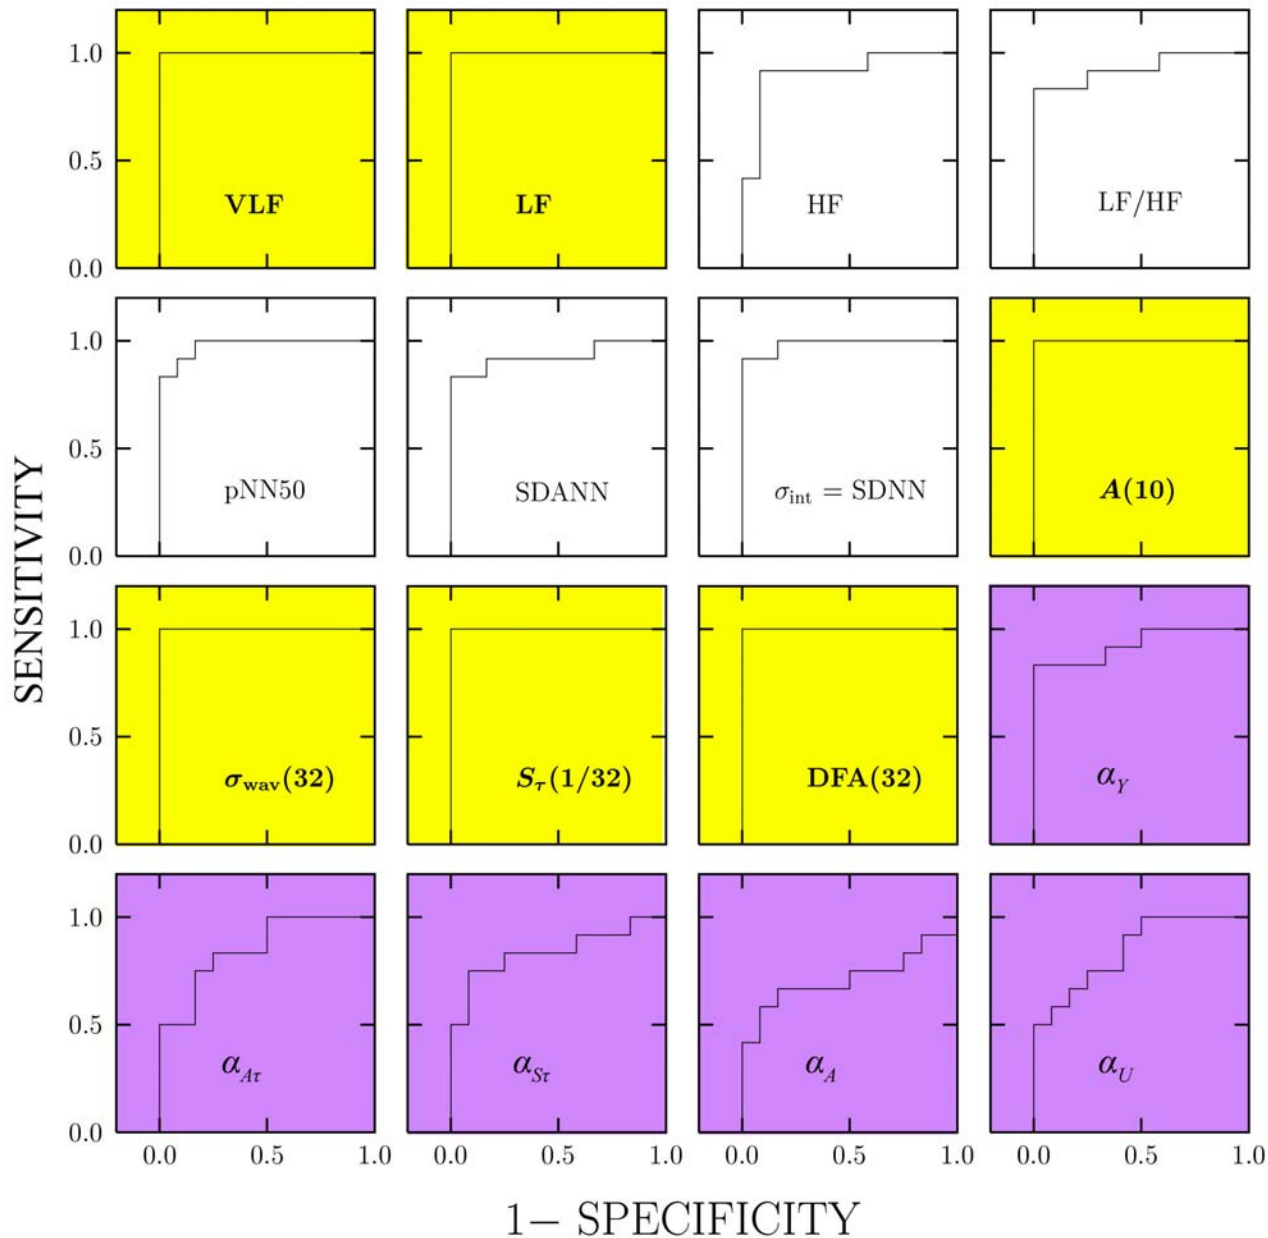 1.0
0.5
0.0
VLF
LF
HF
LF/HF
1.0
0.5
0.0
pNN50
SDANN
σint = SDNN
A(10)
1.0
0.5
0.0
σwav(32)
Sτ(1/32)
DFA(32)
αY
1.0
0.5
0.0
αAτ
αSτ
αA
αU
0.0 0.5 1.0
0.0 0.5 1.0
0.0 0.5 1.0
0.0 0.5 1.0
SENSITIVITY
1− SPECIFICITY